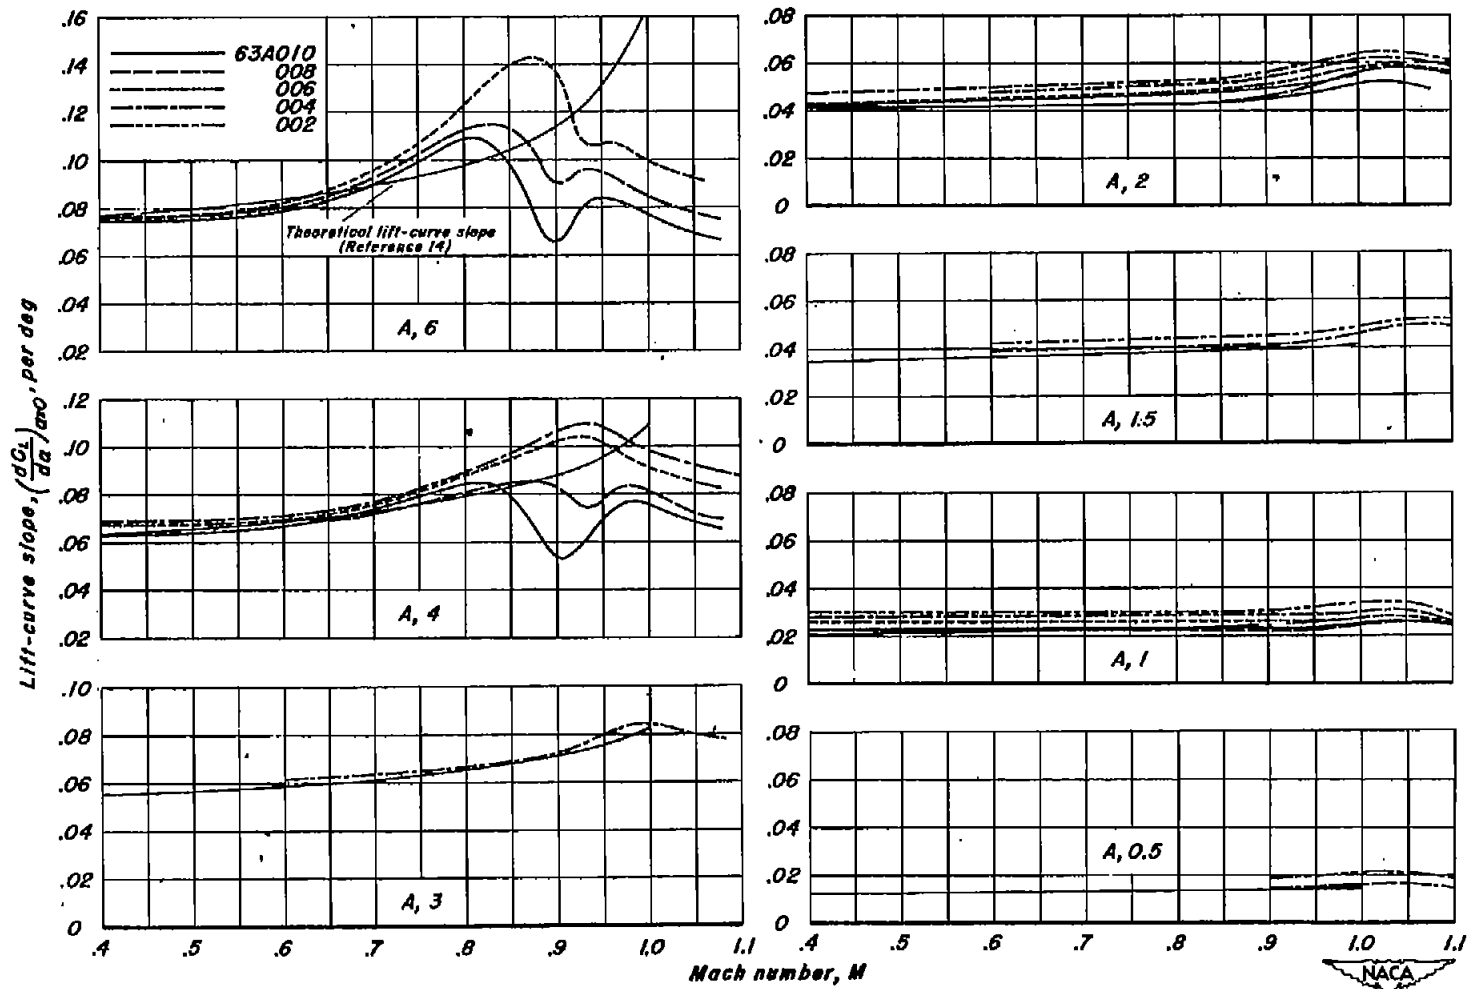 .16
.14
.12
.10
.08
.06
.04
.02
63A010
008
006
004
002
Theoretical lift-curve slope
(Reference 14)
A, 6
.12
.10
.08
.06
.04
.02
A, 4
.10
.08
.06
.04
.02
0
A, 3
.4 .5 .6 .7 .8 .9 1.0 1.1
Lift-curve slope, (dCL/dα)α=0, per deg
.08
.06
.04
.02
0
A, 2
.08
.06
.04
.02
0
A, 1.5
.08
.06
.04
.02
0
A, 1
.08
.06
.04
.02
0
A, 0.5
.4 .5 .6 .7 .8 .9 1.0 1.1
Mach number, M
NACA